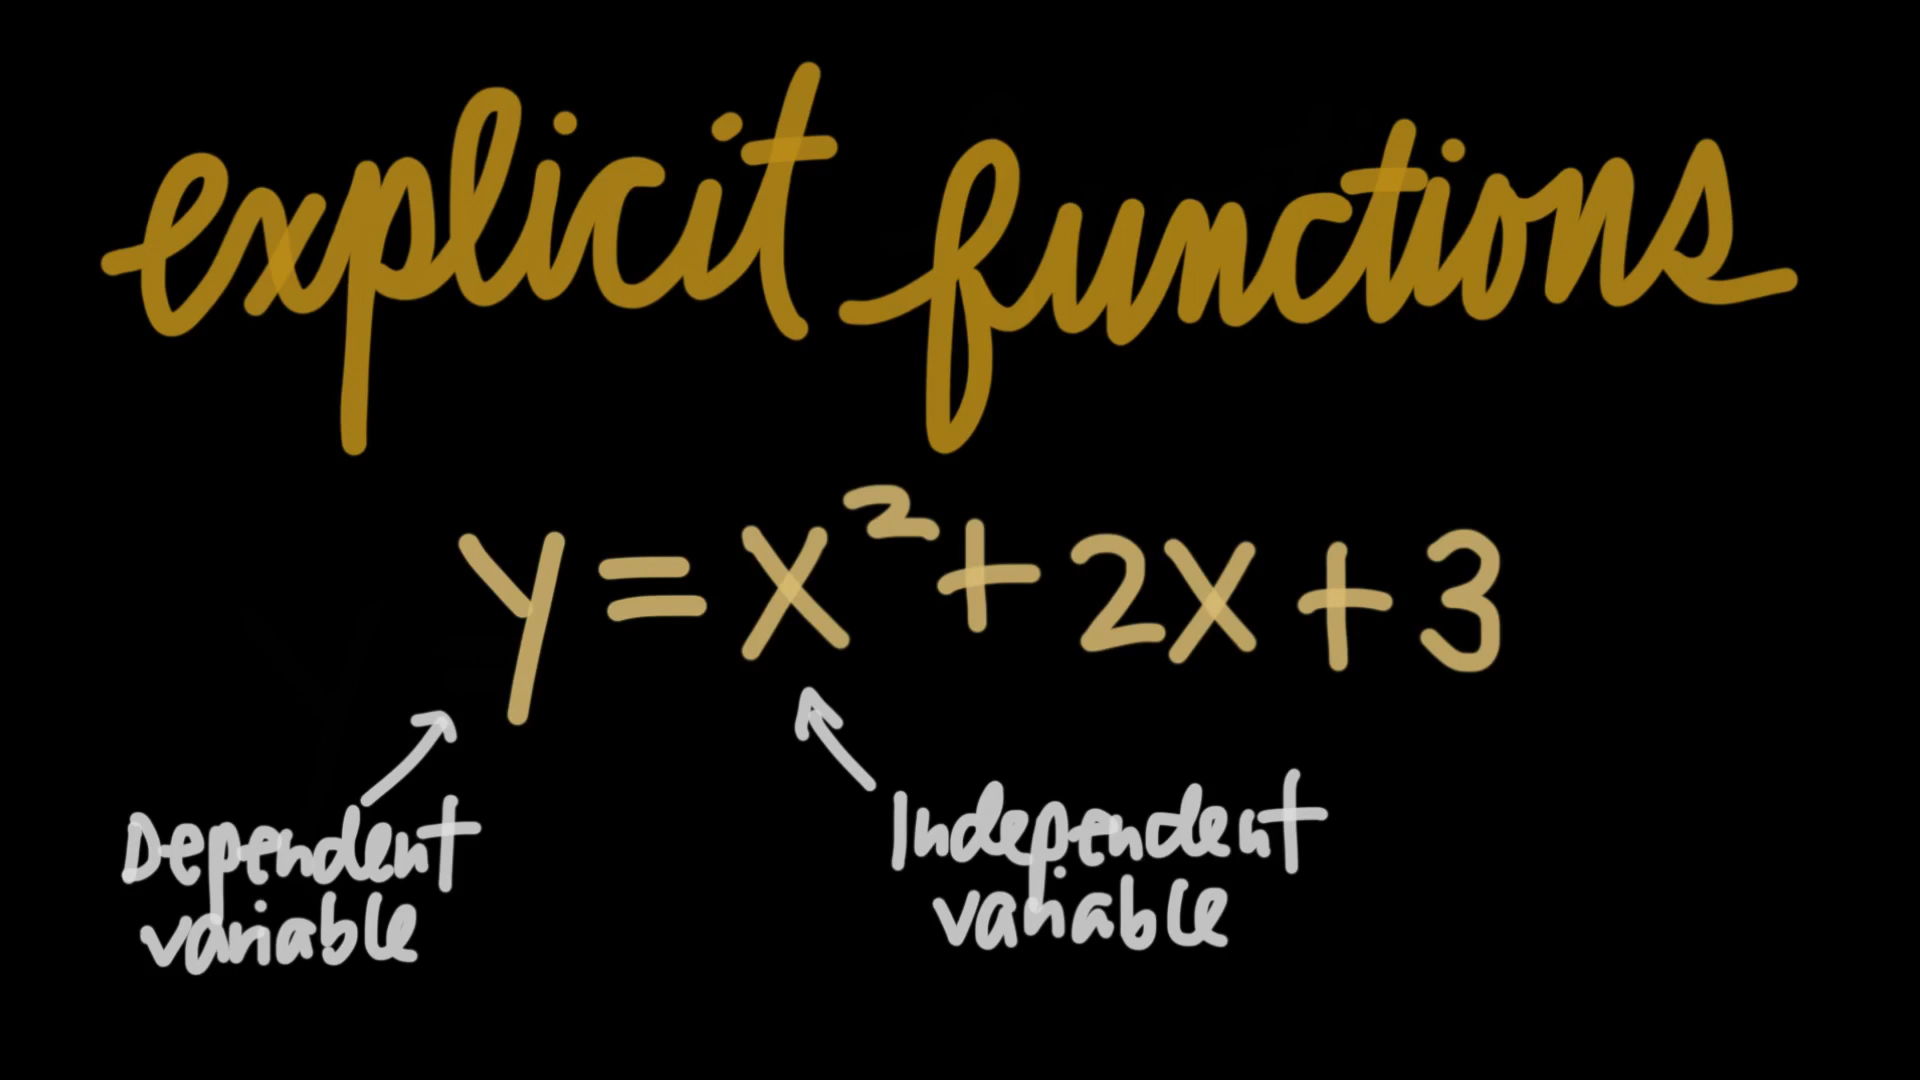 explicit functions
y = x² + 2x + 3
Dependent Independent
variable variable